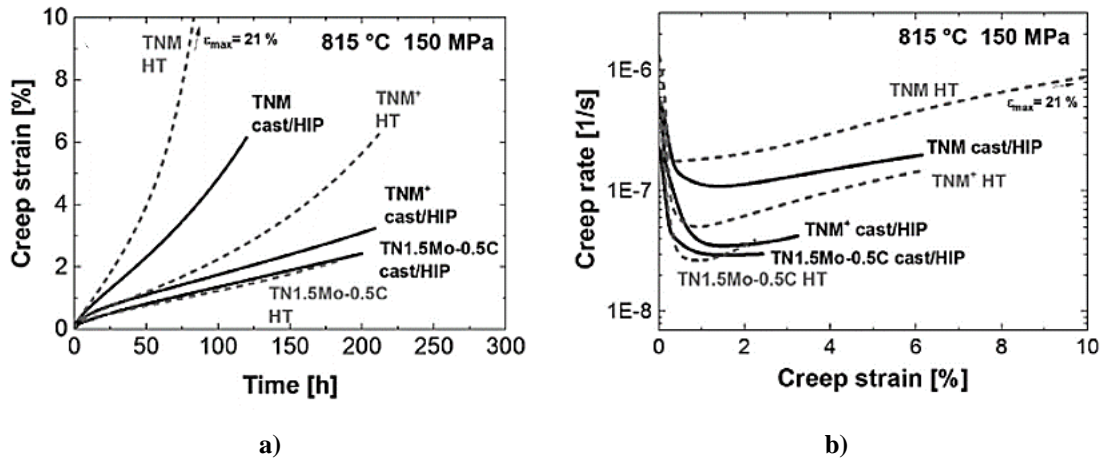 10
8
6
4
2
0
Creep strain [%]
815 °C 150 MPa
εmax= 21 %
TNM
HT
TNM
cast/HIP
TNM+
HT
TNM+
cast/HIP
TN1.5Mo-0.5C
cast/HIP
TN1.5Mo-0.5C
HT
0 50 100 150 200 250 300
Time [h]
a)
1E-6
1E-7
1E-8
Creep rate [1/s]
815 °C 150 MPa
TNM HT
εmax= 21 %
TNM cast/HIP
TNM+ HT
TNM+ cast/HIP
TN1.5Mo-0.5C cast/HIP
TN1.5Mo-0.5C HT
0 2 4 6 8 10
Creep strain [%]
b)